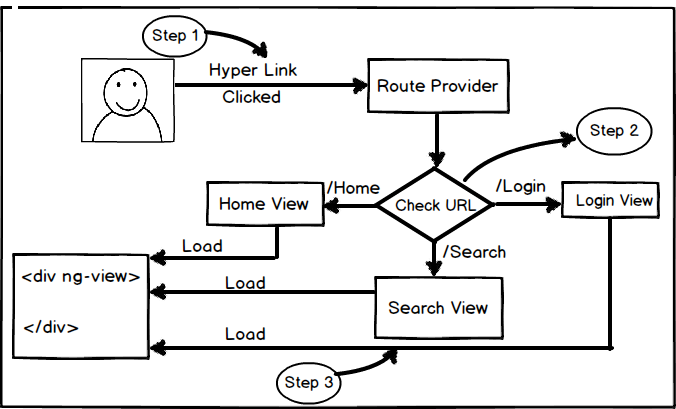 Step 1
Hyper Link
Clicked
Route Provider
Step 2
/Home
/Login
Home View
Check URL
Login View
Load
/Search
<div ng-view>
Load
Search View
</div>
Load
Step 3